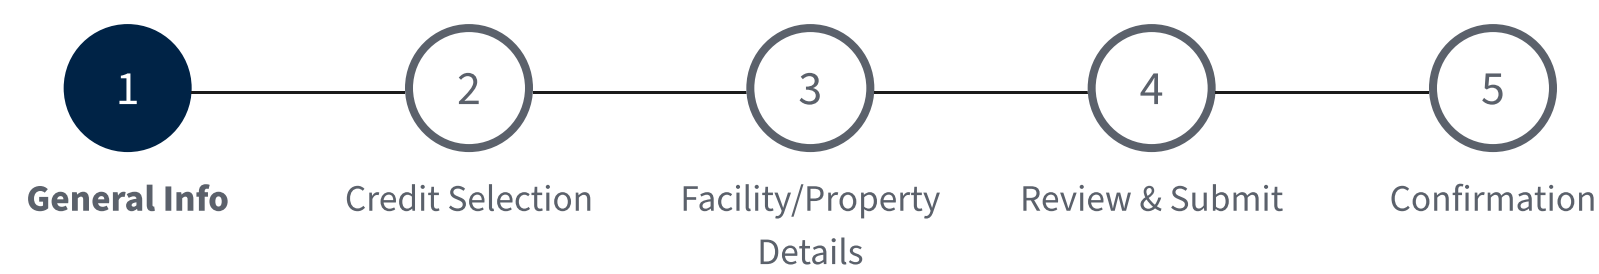 1 2 3 4 5
General Info Credit Selection Facility/Property Review & Submit Confirmation
Details